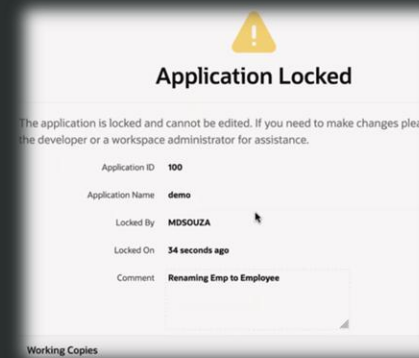 Application Locked
The application is locked and cannot be edited. If you need to make changes
the developer or a workspace administrator for assistance.
Application ID 100
Application Name demo
Locked By MDSOUZA
Locked On 34 seconds ago
Comment Renaming Emp to Employee
Working Copies